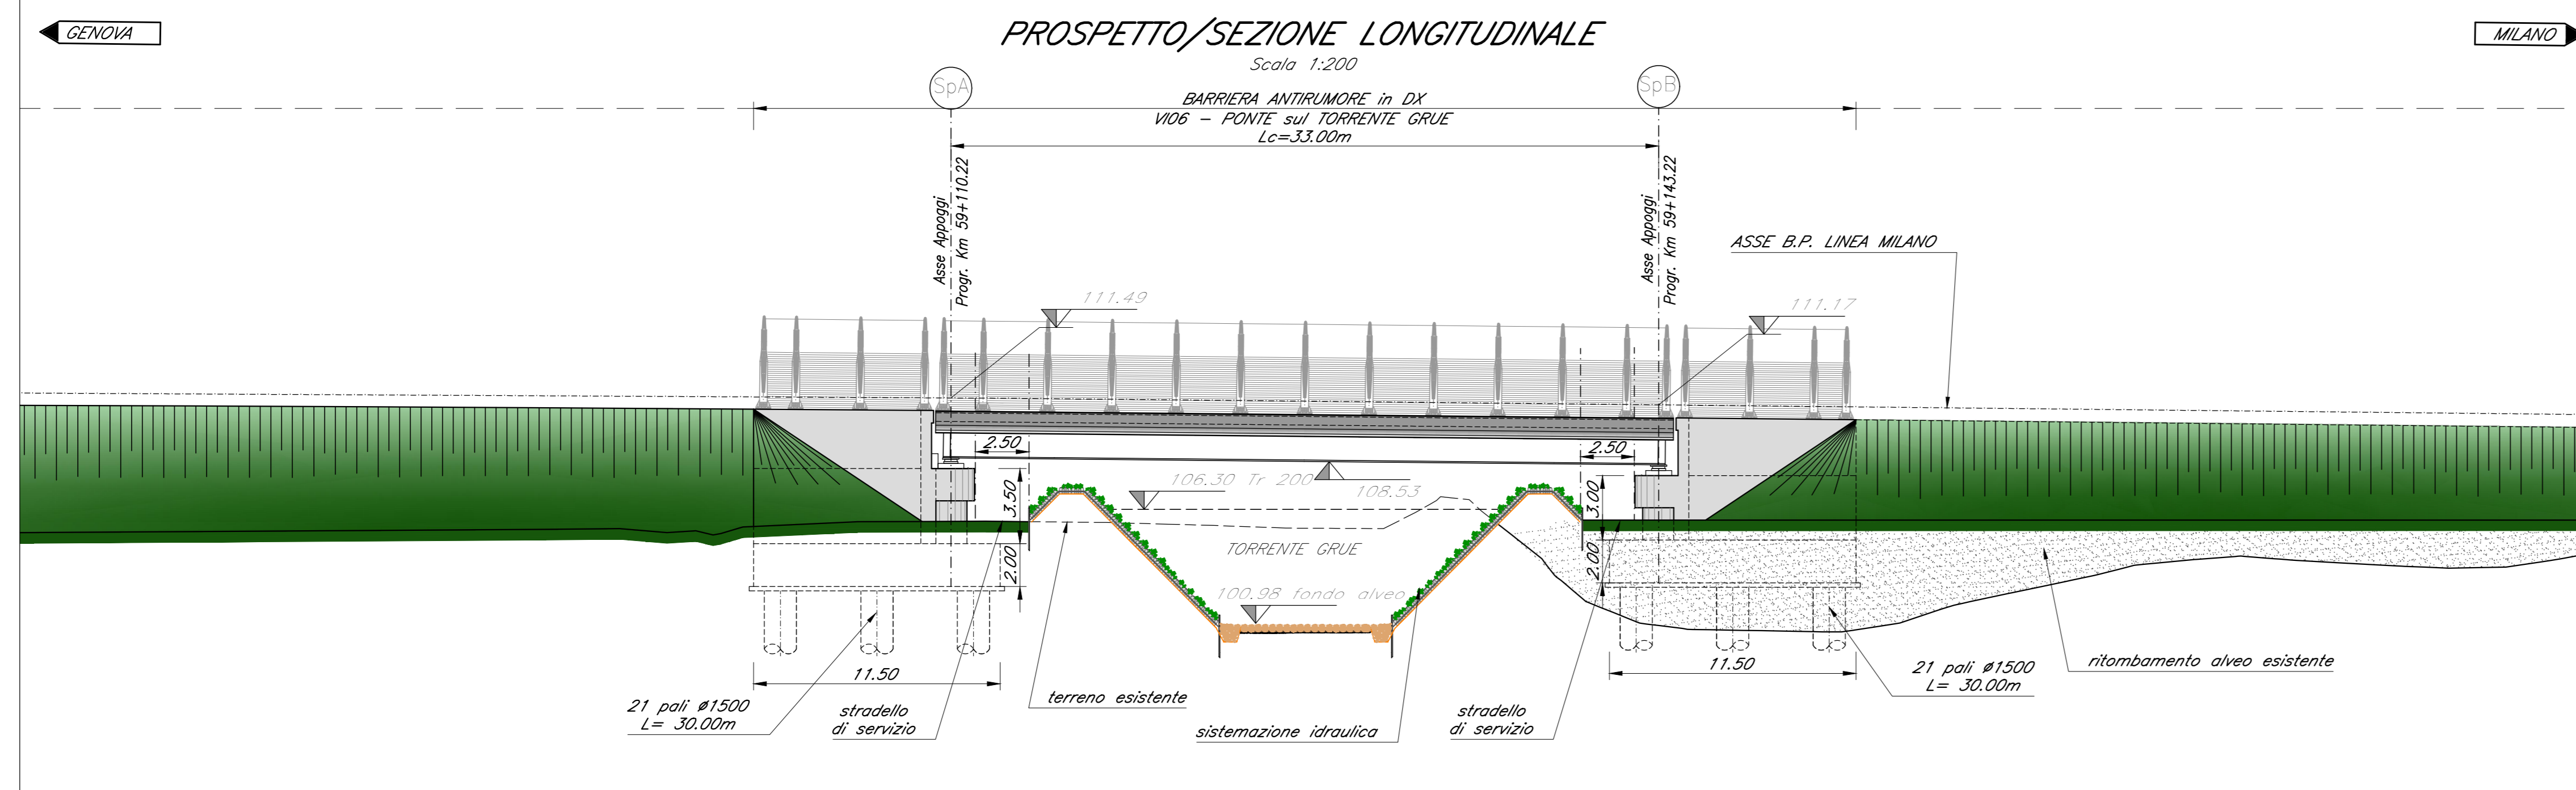 GENOVA
PROSPETTO/SEZIONE LONGITUDINALE
MILANO
Scala 1:200
SpA
SpB
BARRIERA ANTIRUMORE in DX
VI06 - PONTE sul TORRENTE GRUE
Lc=33.00m
Asse Appoggi
Progr. Km 59+110.22
Asse Appoggi
Progr. Km 59+143.22
ASSE B.P. LINEA MILANO
111.49
111.17
2.50
2.50
106.30 Tr 200
108.53
3.50
3.00
TORRENTE GRUE
2.00
2.00
100.98 fondo alveo
11.50
11.50
21 pali ø1500
L= 30.00m
stradello
di servizio
terreno esistente
sistemazione idraulica
stradello
di servizio
21 pali ø1500
L= 30.00m
ritombamento alveo esistente